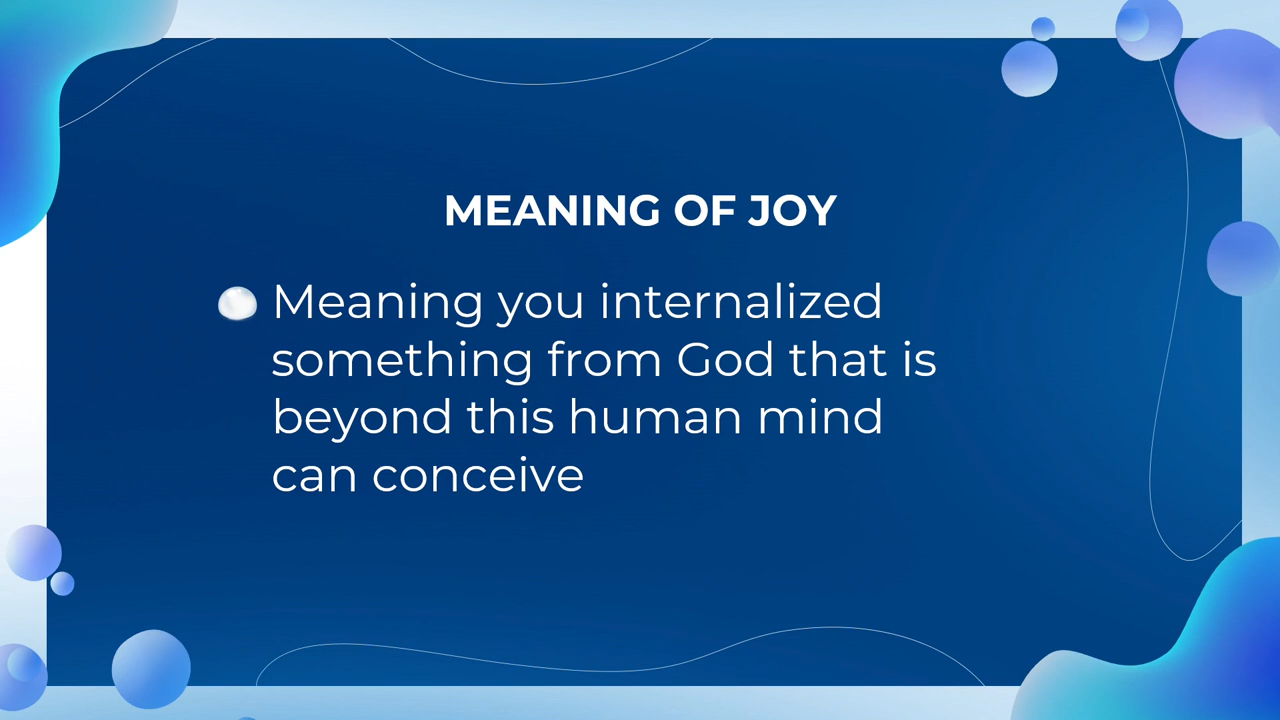 MEANING OF JOY
Meaning you internalized
something from God that is
beyond this human mind
can conceive